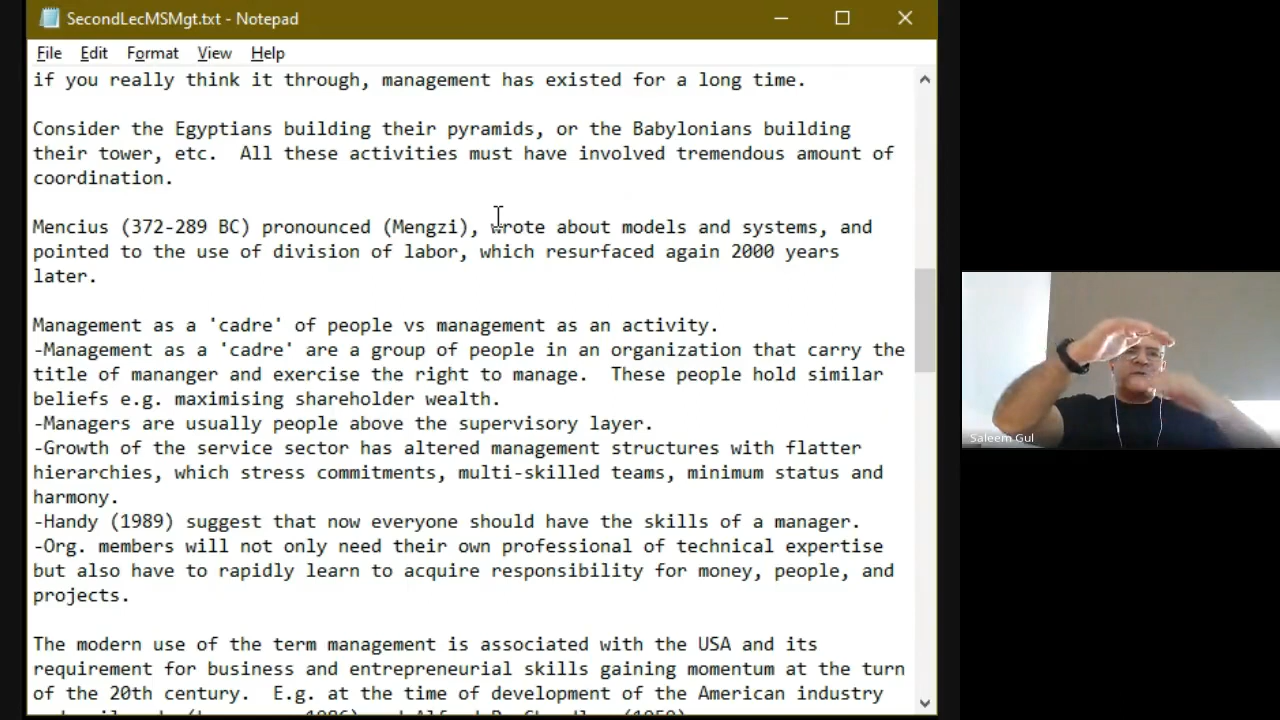 SecondLecMSMgt.txt - Notepad
File Edit Format View Help
if you really think it through, management has existed for a long time.
Consider the Egyptians building their pyramids, or the Babylonians building
their tower, etc.  All these activities must have involved tremendous amount of
coordination.
Mencius (372-289 BC) pronounced (Mengzi), wrote about models and systems, and
pointed to the use of division of labor, which resurfaced again 2000 years
later.
Management as a 'cadre' of people vs management as an activity.
-Management as a 'cadre' are a group of people in an organization that carry the
title of mananger and exercise the right to manage.  These people hold similar
beliefs e.g. maximising shareholder wealth.
-Managers are usually people above the supervisory layer.
-Growth of the service sector has altered management structures with flatter
hierarchies, which stress commitments, multi-skilled teams, minimum status and
harmony.
-Handy (1989) suggest that now everyone should have the skills of a manager.
-Org. members will not only need their own professional of technical expertise
but also have to rapidly learn to acquire responsibility for money, people, and
projects.
The modern use of the term management is associated with the USA and its
requirement for business and entrepreneurial skills gaining momentum at the turn
of the 20th century.  E.g. at the time of development of the American industry
Saleem Gul